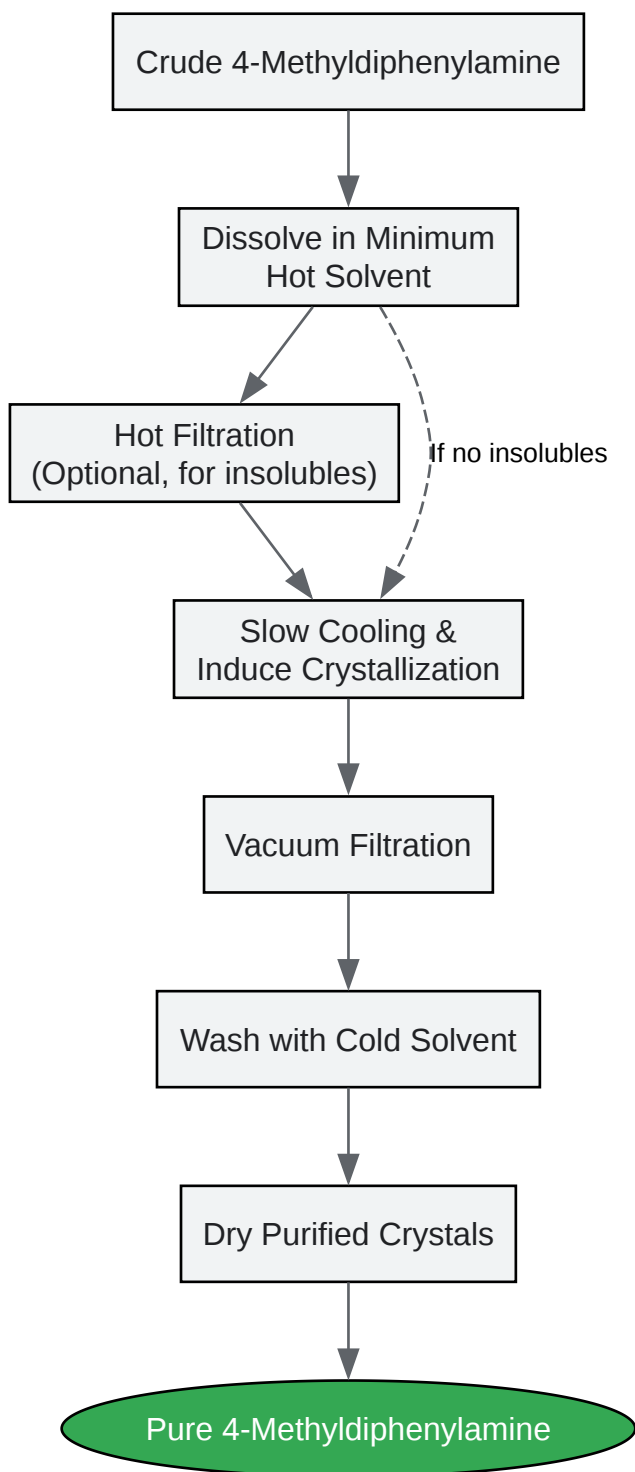 Crude 4-Methyldiphenylamine
Dissolve in Minimum
Hot Solvent
Hot Filtration
(Optional, for insolubles)
If no insolubles
Slow Cooling &
Induce Crystallization
Vacuum Filtration
Wash with Cold Solvent
Dry Purified Crystals
Pure 4-Methyldiphenylamine